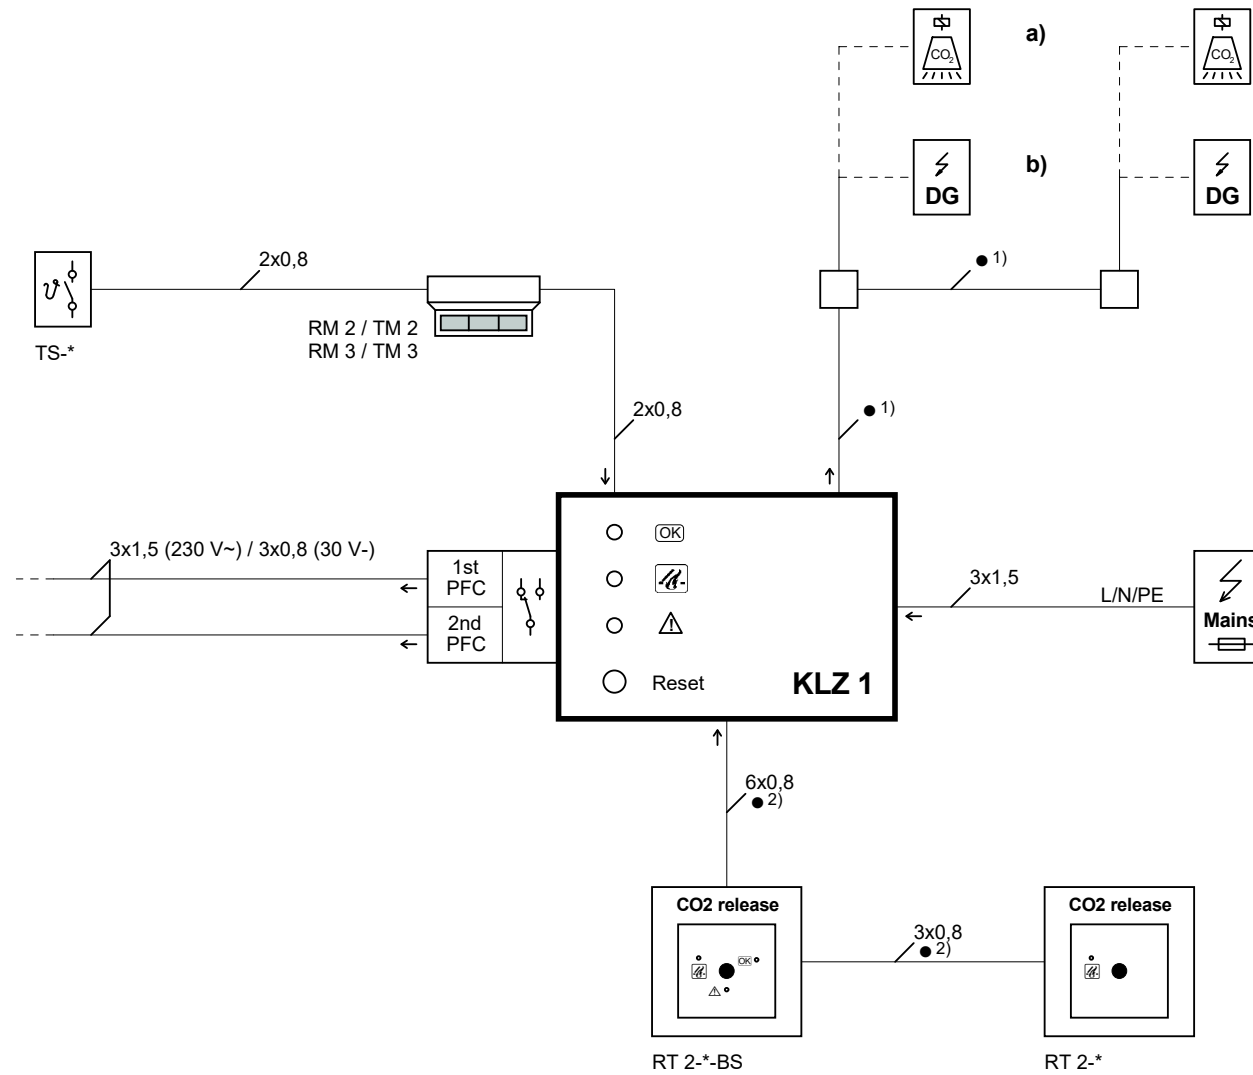 CO2
a)
CO2
b)
DG
DG
2x0,8
1)
RM 2 / TM 2
RM 3 / TM 3
TS-*
2x0,8
1)
OK
3x1,5 (230 V~) / 3x0,8 (30 V-)
1st
PFC
2nd
PFC
3x1,5
L/N/PE
Mains
Reset
KLZ 1
6x0,8
2)
CO2 release
OK
3x0,8
2)
CO2 release
RT 2-*-BS
RT 2-*